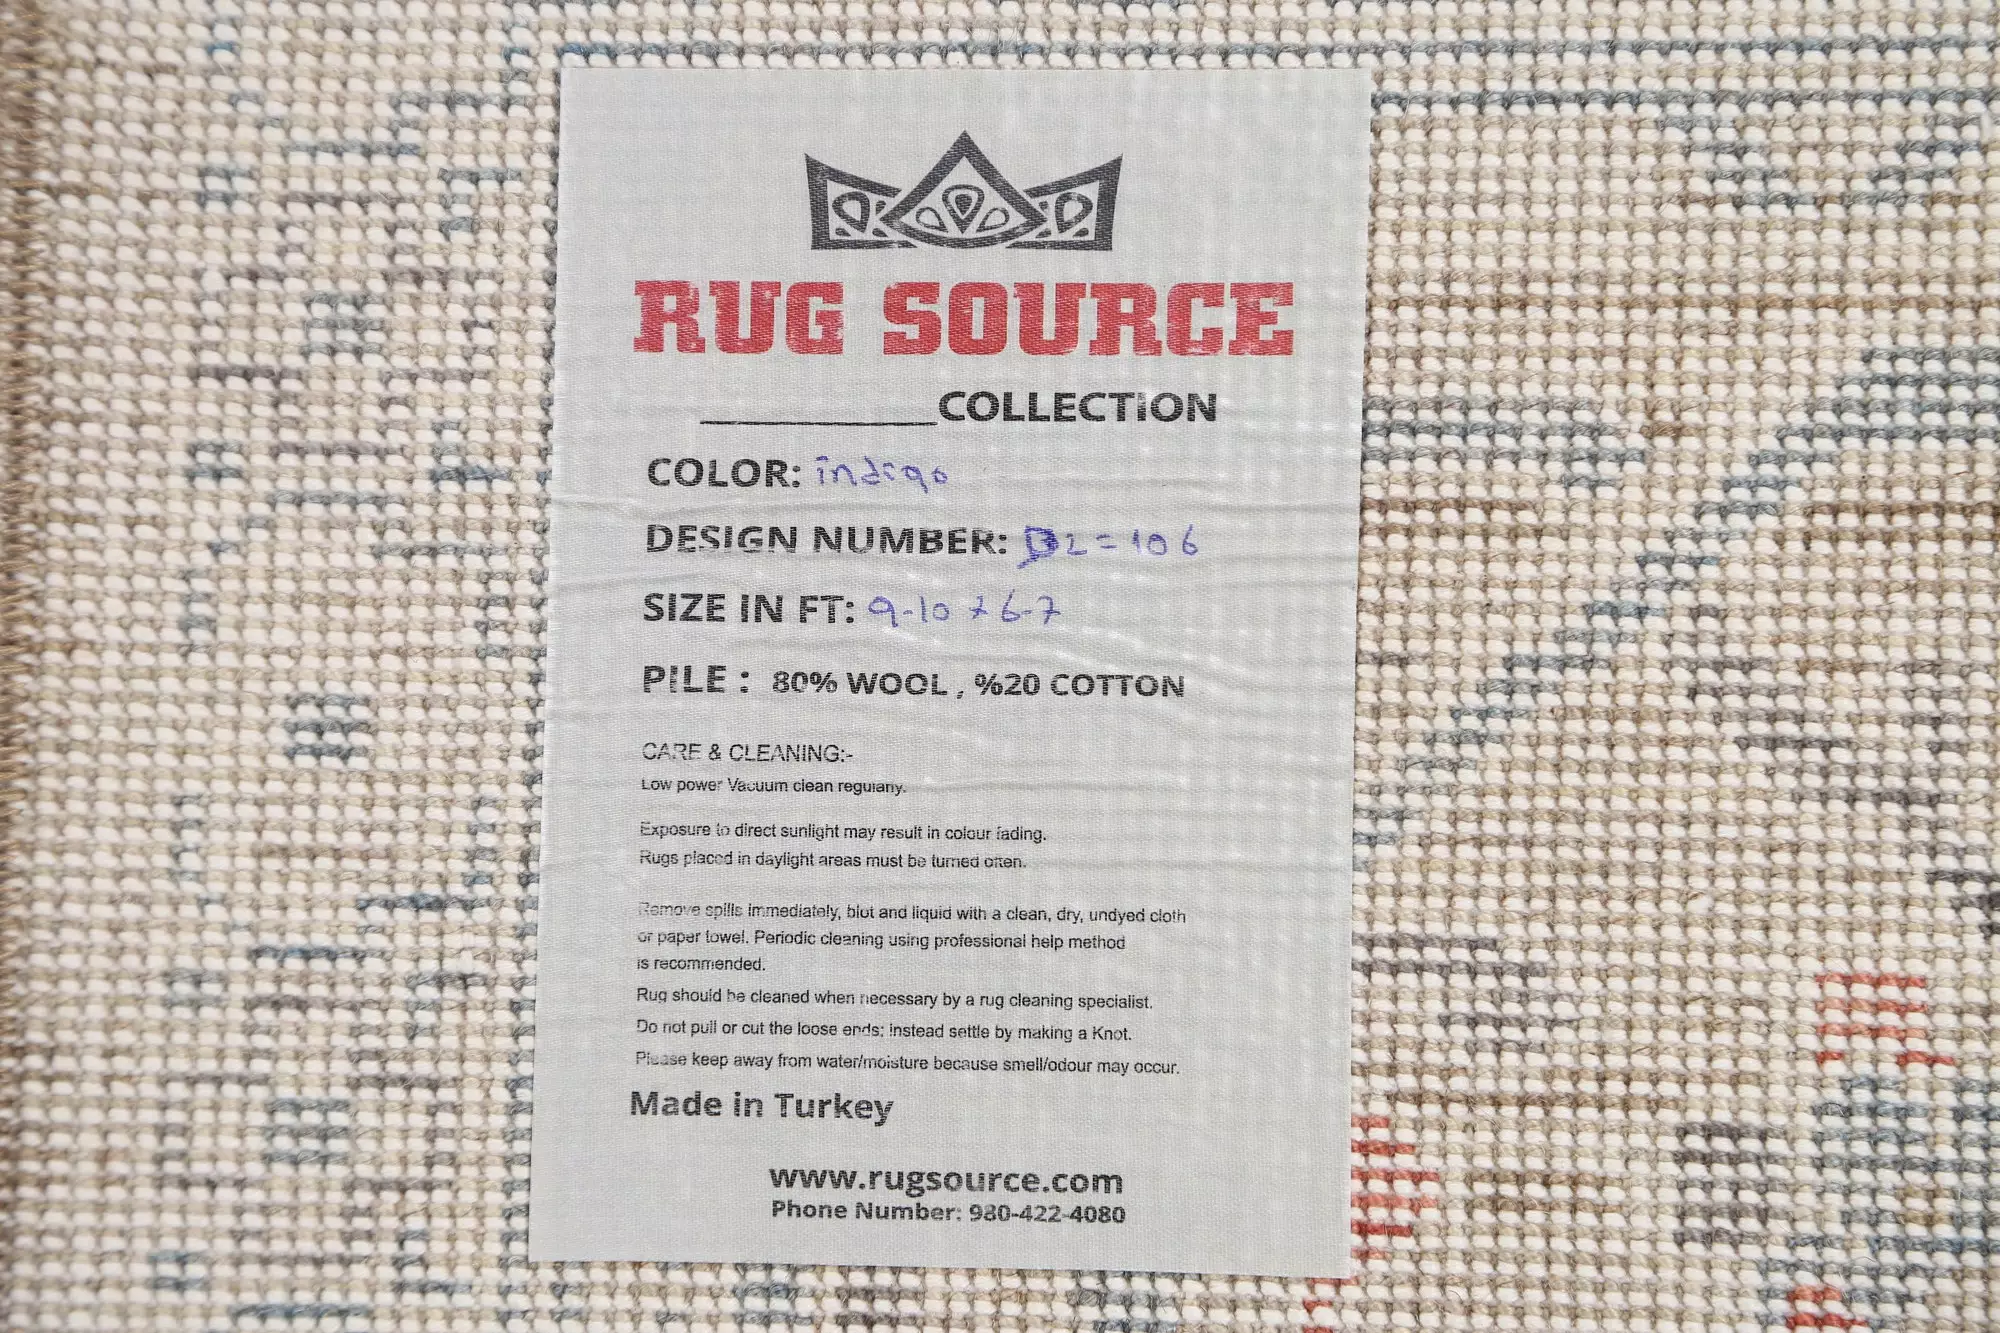 RUG SOURCE
____________COLLECTION
COLOR: indigo
DESIGN NUMBER: L = 106
SIZE IN FT: 9-10 x 6-7
PILE : 80% WOOL , %20 COTTON
CARE & CLEANING:-
Low power Vacuum clean regulary.
Exposure to direct sunlight may result in colour fading.
Rugs placed in daylight areas must be turned often.
Remove spills immediately, blot and liquid with a clean, dry, undyed cloth
or paper towel. Periodic cleaning using professional help method
is recommended.
Rug should be cleaned when necessary by a rug cleaning specialist.
Do not pull or cut the loose ends; instead settle by making a Knot.
Please keep away from water/moisture because smell/odour may occur.
Made in Turkey
www.rugsource.com
Phone Number: 980-422-4080